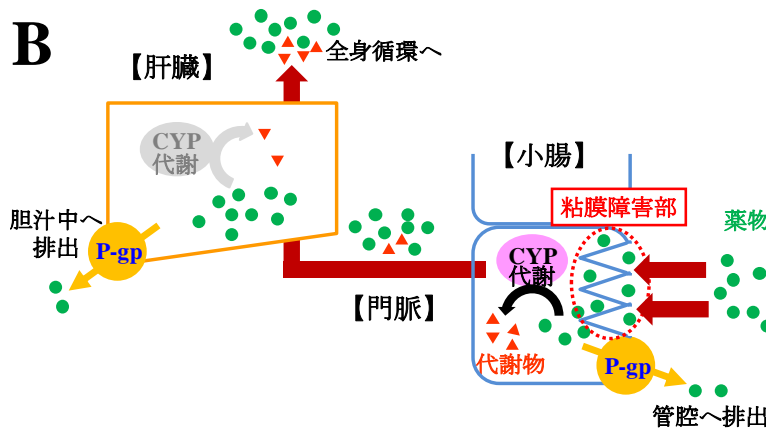 B
全身循環へ
【肝臓】
CYP
代謝
【小腸】
粘膜障害部
胆汁中へ
排出
P-gp
薬物
CYP
代謝
【門脈】
代謝物
P-gp
管腔へ排出